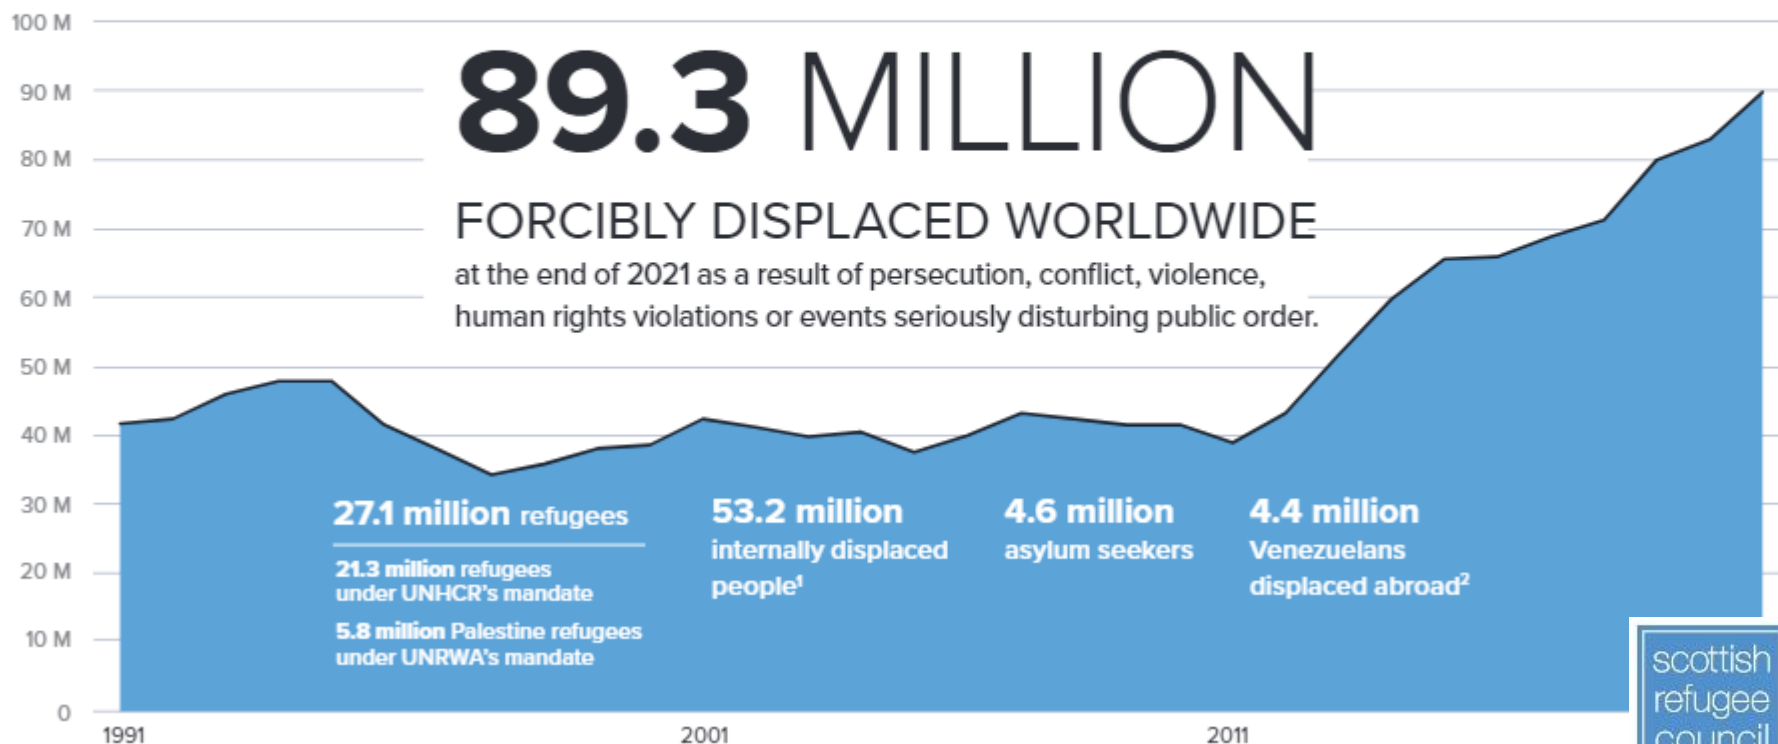 100 M
90 M
80 M
70 M
60 M
50 M
40 M
30 M
20 M
10 M
0
89.3 MILLION
FORCIBLY DISPLACED WORLDWIDE
at the end of 2021 as a result of persecution, conflict, violence,
human rights violations or events seriously disturbing public order.
27.1 million refugees
21.3 million refugees
under UNHCR's mandate
5.8 million Palestine refugees
under UNRWA's mandate
53.2 million
internally displaced
people¹
4.6 million
asylum seekers
4.4 million
Venezuelans
displaced abroad²
1991
2001
2011
scottish
refugee
council